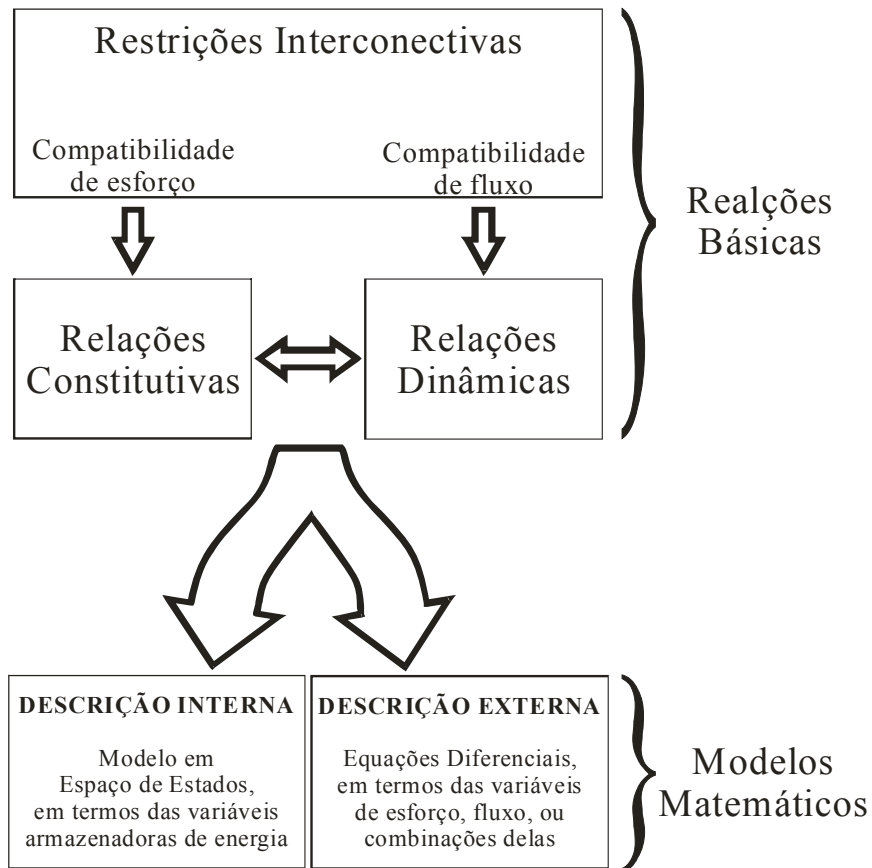 Restrições Interconectivas
Compatibilidade
de esforço
Compatibilidade
de fluxo
Realções
Básicas
Relações
Constitutivas
Relações
Dinâmicas
DESCRIÇÃO INTERNA
Modelo em
Espaço de Estados,
em termos das variáveis
armazenadoras de energia
DESCRIÇÃO EXTERNA
Equações Diferenciais,
em termos das variáveis
de esforço, fluxo, ou
combinações delas
Modelos
Matemáticos